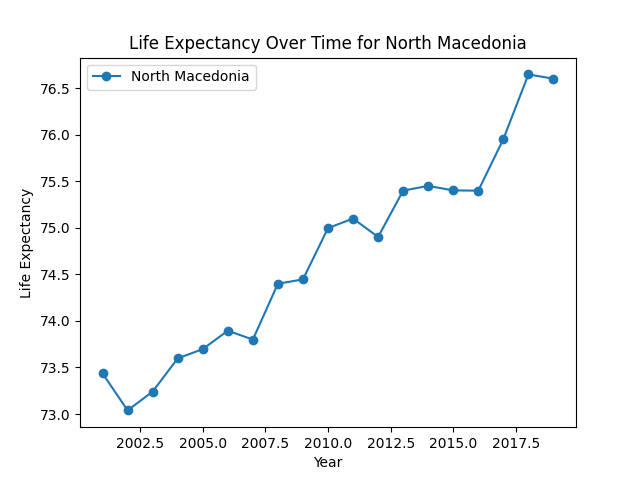 Life Expectancy Over Time for North Macedonia
North Macedonia
76.5
76.0
75.5
75.0
74.5
74.0
73.5
73.0
Life Expectancy
2002.5 2005.0 2007.5 2010.0 2012.5 2015.0 2017.5
Year